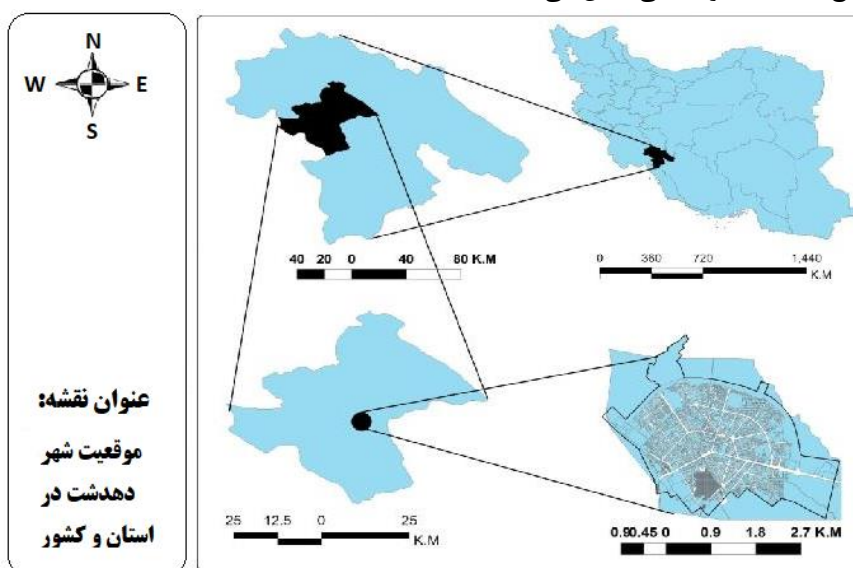 N
W E
S
عنوان نقشه:
موقعیت شهر
دهدشت در
استان و کشور
40 20 0 40 80 K.M
0 360 720 1,440
K.M
25 12.5 0 25
K.M
0.90.45 0 0.9 1.8 2.7 K.M